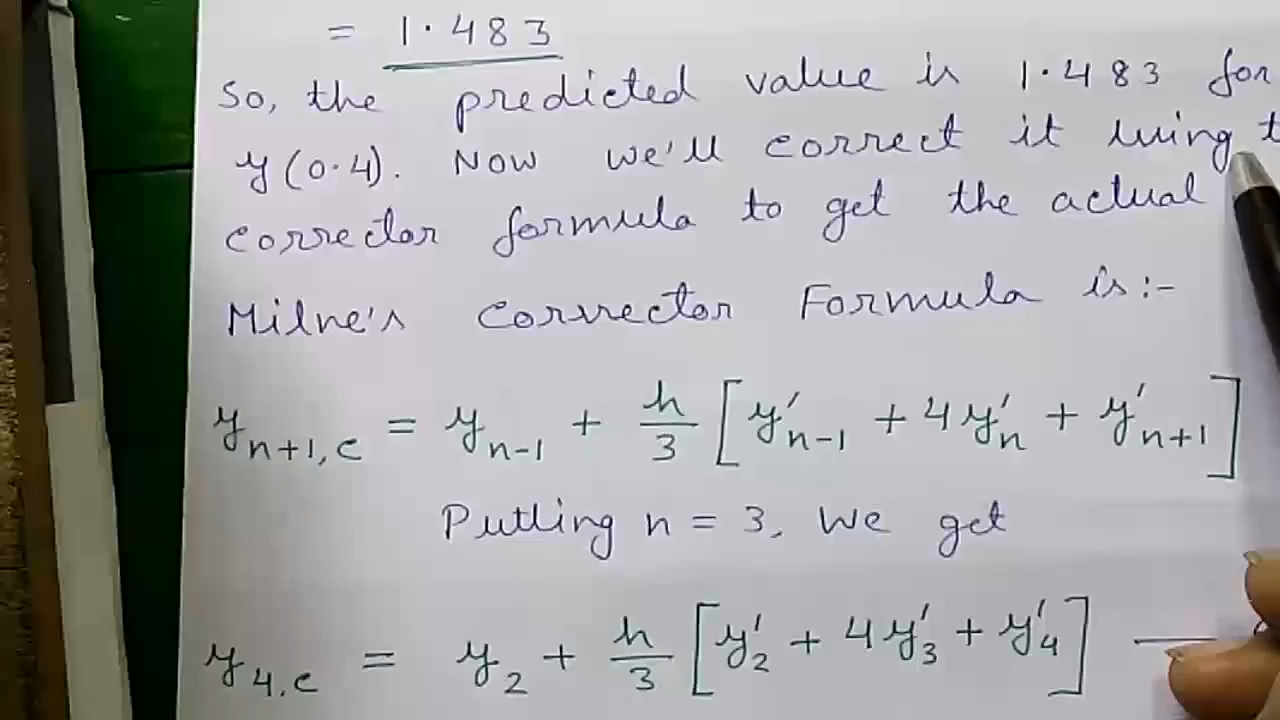 = 1.483
So, the predicted value is 1.483 for
y(0.4). Now we'll correct it using
corrector formula to get the actual
Milne's Corrector Formula is:-
y_{n+1,c} = y_{n-1} + h/3 [y'_{n-1} + 4y'_n + y'_{n+1}]
Putting n = 3, We get
y_{4,c} = y_2 + h/3 [y'_2 + 4y'_3 + y'_4] —